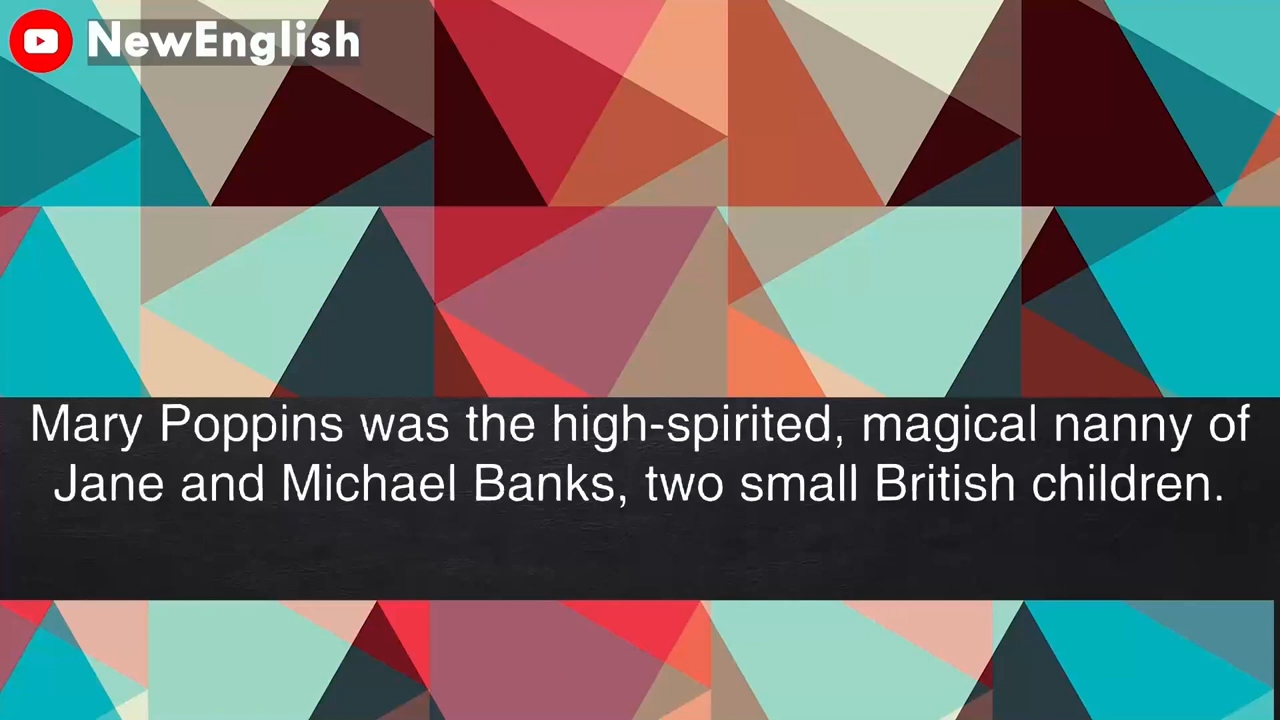 NewEnglish
Mary Poppins was the high-spirited, magical nanny of
Jane and Michael Banks, two small British children.